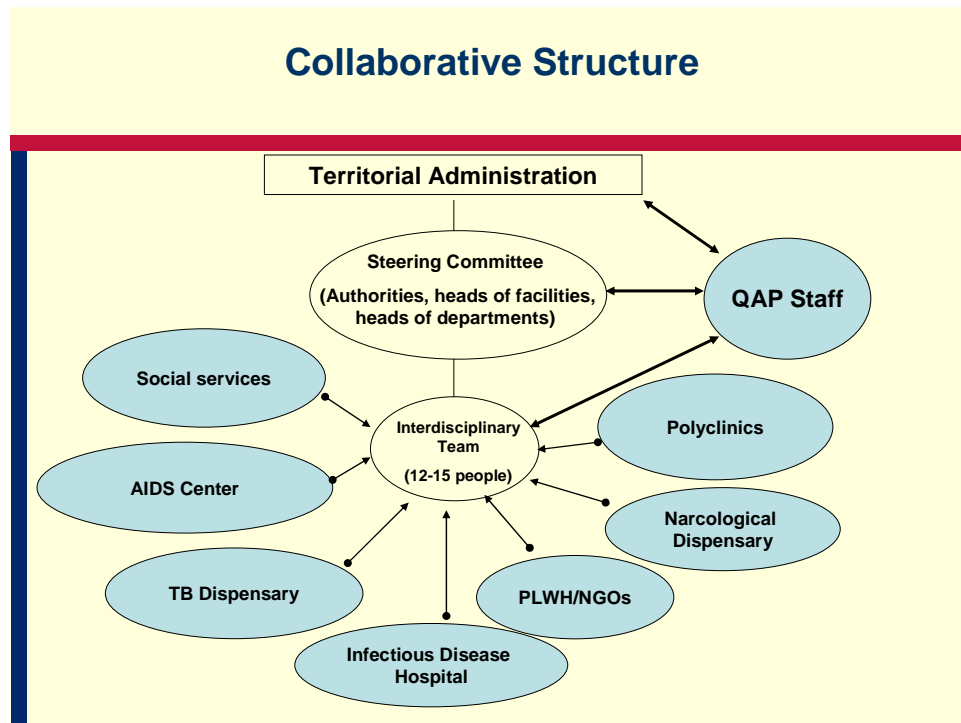 Collaborative Structure
Territorial Administration
Steering Committee
(Authorities, heads of facilities,
heads of departments)
QAP Staff
Social services
Interdisciplinary
Team
(12-15 people)
Polyclinics
AIDS Center
Narcological
Dispensary
TB Dispensary
PLWH/NGOs
Infectious Disease
Hospital